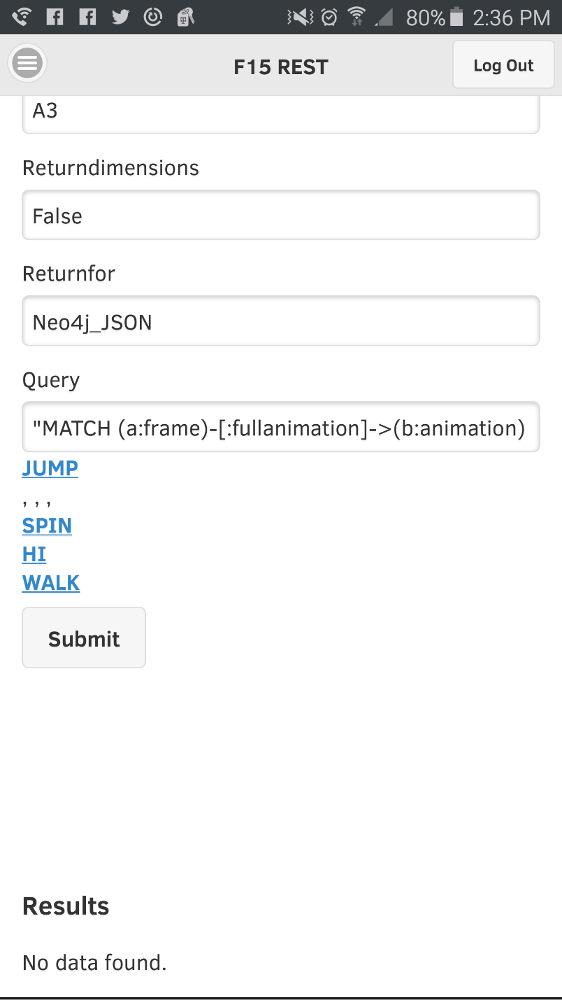 80% 2:36 PM
F15 REST
Log Out
A3
Returndimensions
False
Returnfor
Neo4j_JSON
Query
"MATCH (a:frame)-[:fullanimation]->(b:animation)
JUMP
, , ,
SPIN
HI
WALK
Submit
Results
No data found.